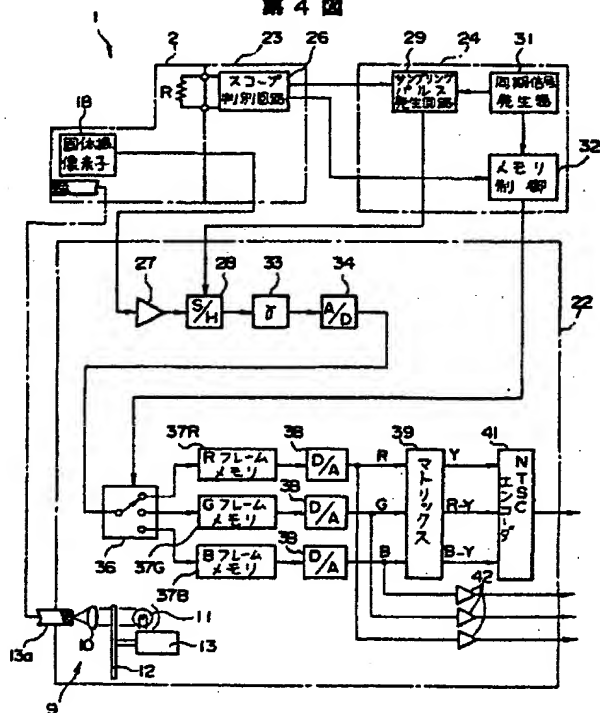 第4図
1
2
23
26
29
24
31
R
スコープ
判別回路
サンプリング
パルス
発生回路
同期信号
発生器
18
固体撮
像素子
メモリ
制御
32
27
28
33
34
22
S/H
γ
A/D
37R
38
39
41
Rフレーム
メモリ
D/A
R
マトリックス
Y
NTSC
エンコーダ
38
Gフレーム
メモリ
D/A
G
R-Y
36
37G
38
Bフレーム
メモリ
D/A
B
B-Y
37B
42
11
13a
10
12
13
9